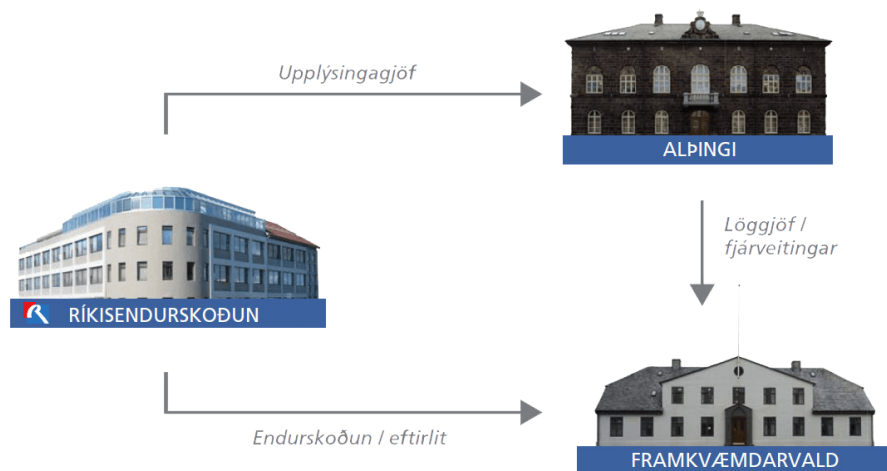 Upplýsingagjöf
ALÞINGI
Löggjöf /
fjárveitingar
RÍKISENDURSKOÐUN
Endurskoðun / eftirlit
FRAMKVÆMDARVALD